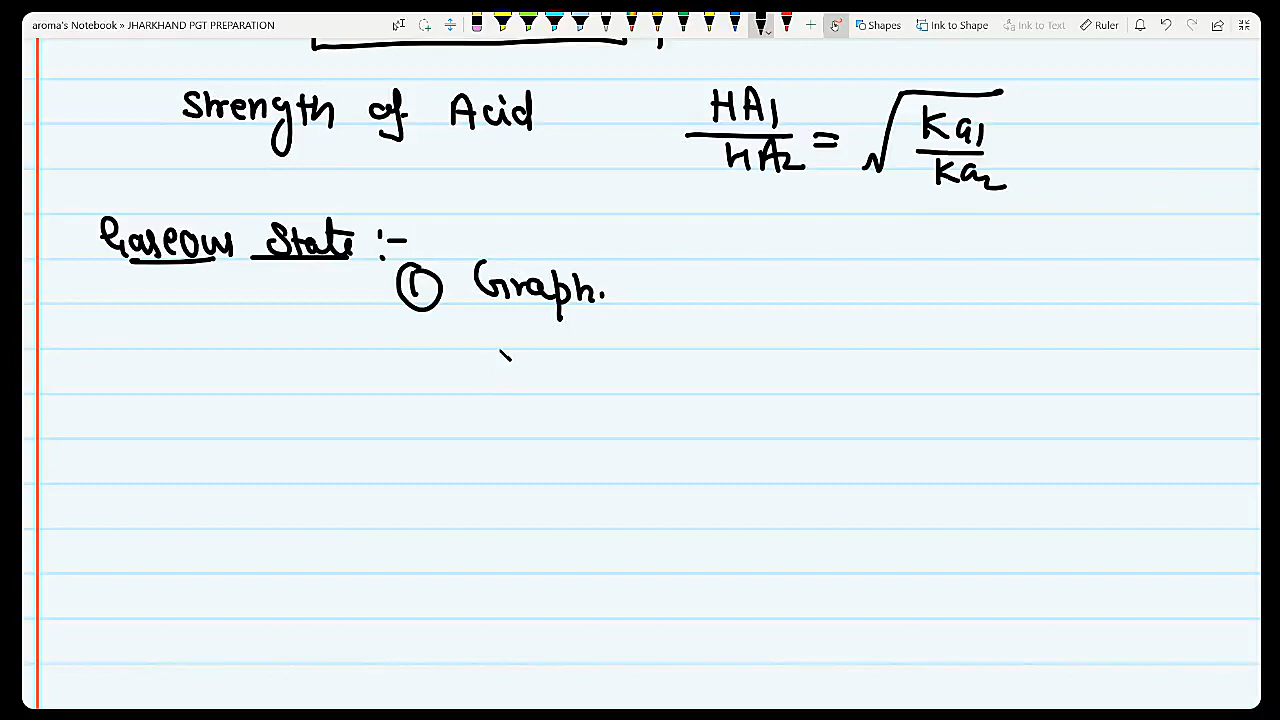 aroma's Notebook » JHARKHAND PGT PREPARATION
Shapes
Ink to Shape
Ink to Text
Ruler
Strength of Acid HA1/HA2 = √Ka1/Ka2
Gaseous State :-
① Graph.